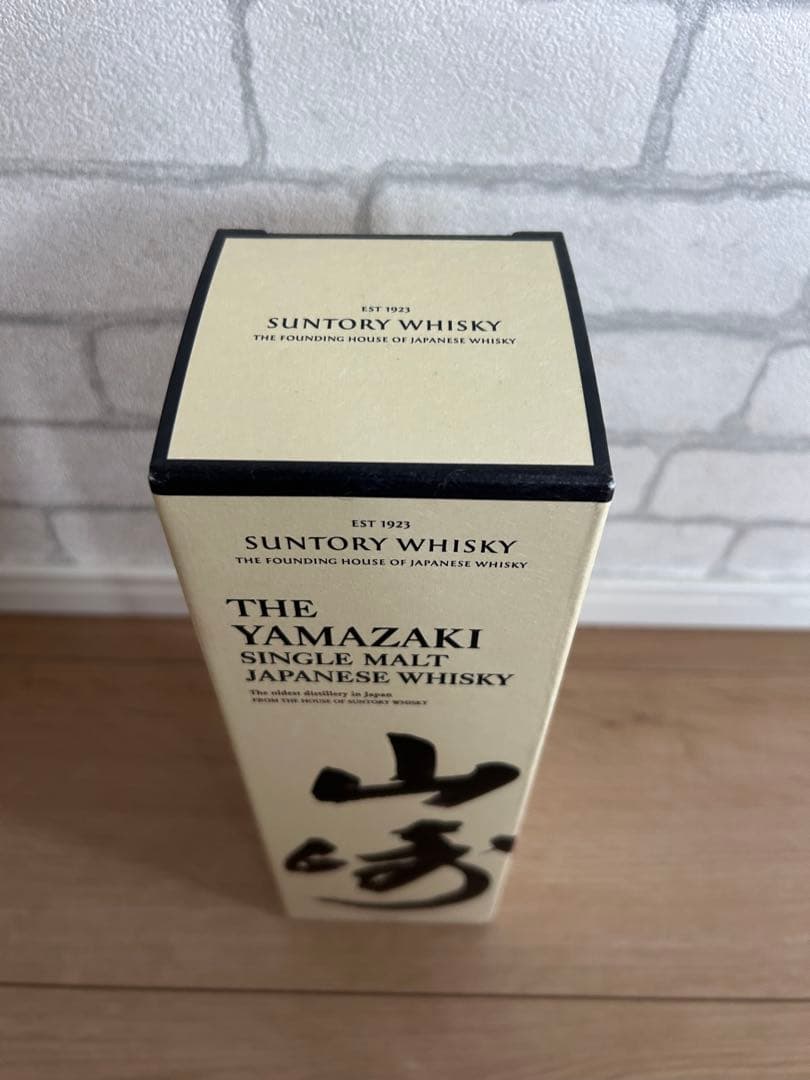 EST 1923
SUNTORY WHISKY
THE FOUNDING HOUSE OF JAPANESE WHISKY
EST 1923
SUNTORY WHISKY
THE FOUNDING HOUSE OF JAPANESE WHISKY
THE
YAMAZAKI
SINGLE MALT
JAPANESE WHISKY
The oldest distillery in Japan
FROM THE HOUSE OF SUNTORY WHISKY
山
崎